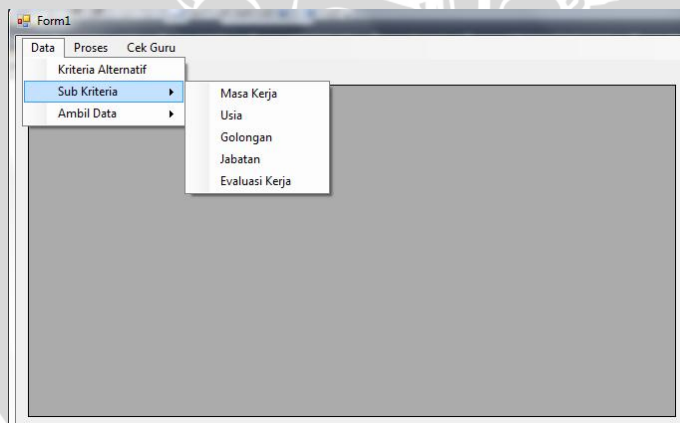 Form1
Data Proses Cek Guru
Kriteria Alternatif
Sub Kriteria
Ambil Data
Masa Kerja
Usia
Golongan
Jabatan
Evaluasi Kerja